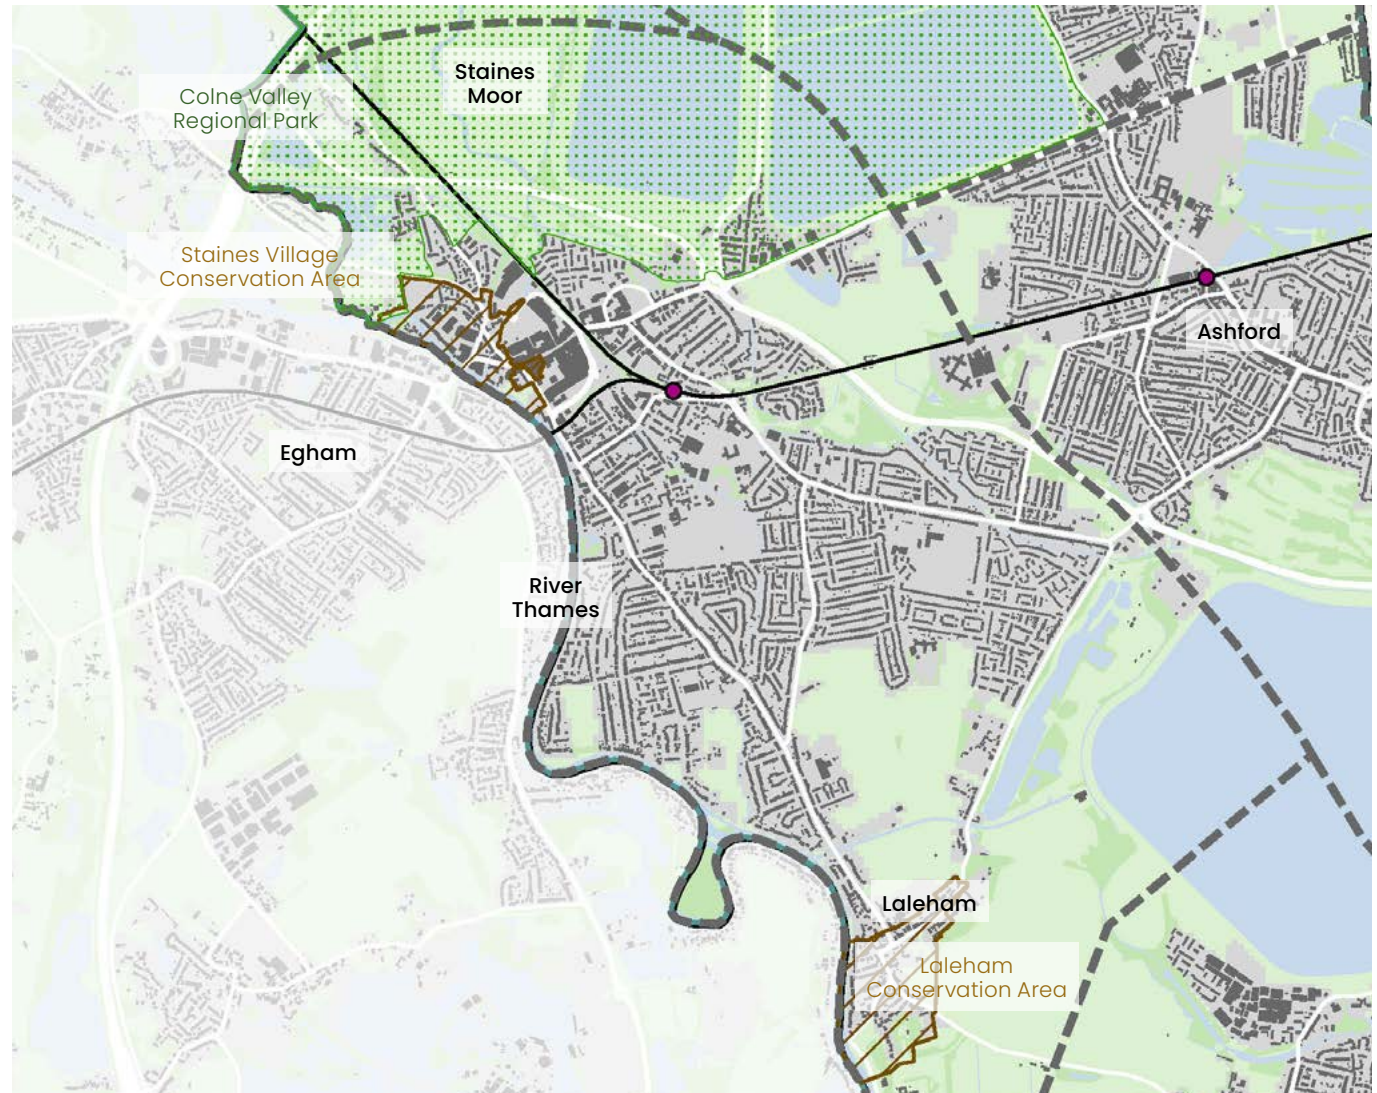 Staines
Moor
Colne Valley
Regional Park
Staines Village
Conservation Area
Ashford
Egham
River
Thames
Laleham
Laleham
Conservation Area